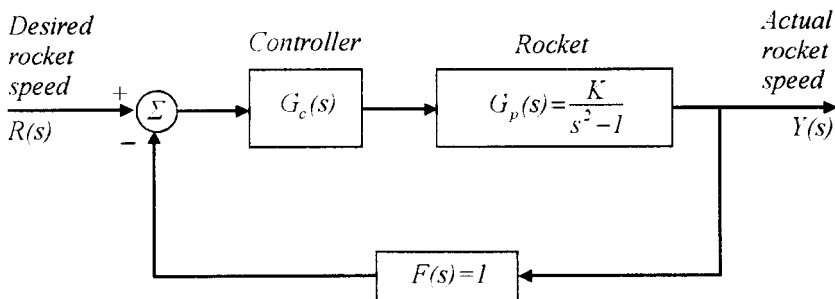 Desired
rocket
speed
Controller
Rocket
Actual
rocket
speed
+
Σ
−
R(s)
G_c(s)
G_p(s)=K/(s²−1)
Y(s)
F(s)=1